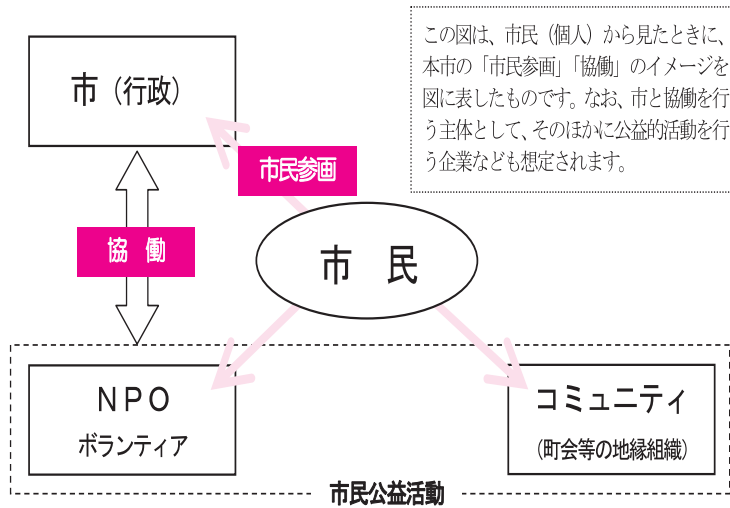 この図は、市民（個人）から見たときに、
本市の「市民参画」「協働」のイメージを
図に表したものです。なお、市と協働を行
う主体として、そのほかに公益的活動を行
う企業なども想定されます。
市（行政）
市民参画
協　働
市　民
NPO
ボランティア
コミュニティ
（町会等の地縁組織）
市民公益活動